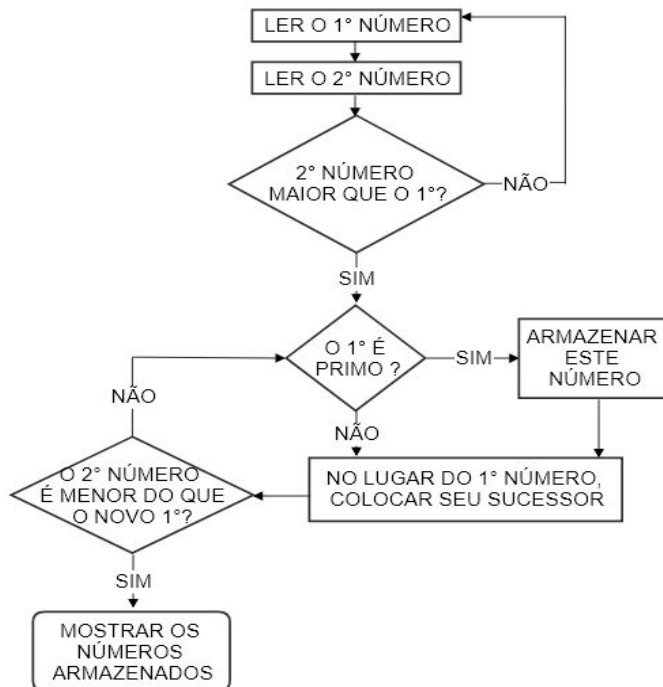 LER O 1° NÚMERO
LER O 2° NÚMERO
2° NÚMERO
MAIOR QUE O 1°?
NÃO
SIM
O 1° É
PRIMO ?
SIM
ARMAZENAR
ESTE
NÚMERO
NÃO
NÃO
NO LUGAR DO 1° NÚMERO,
COLOCAR SEU SUCESSOR
O 2° NÚMERO
É MENOR DO QUE
O NOVO 1°?
SIM
MOSTRAR OS
NÚMEROS
ARMAZENADOS